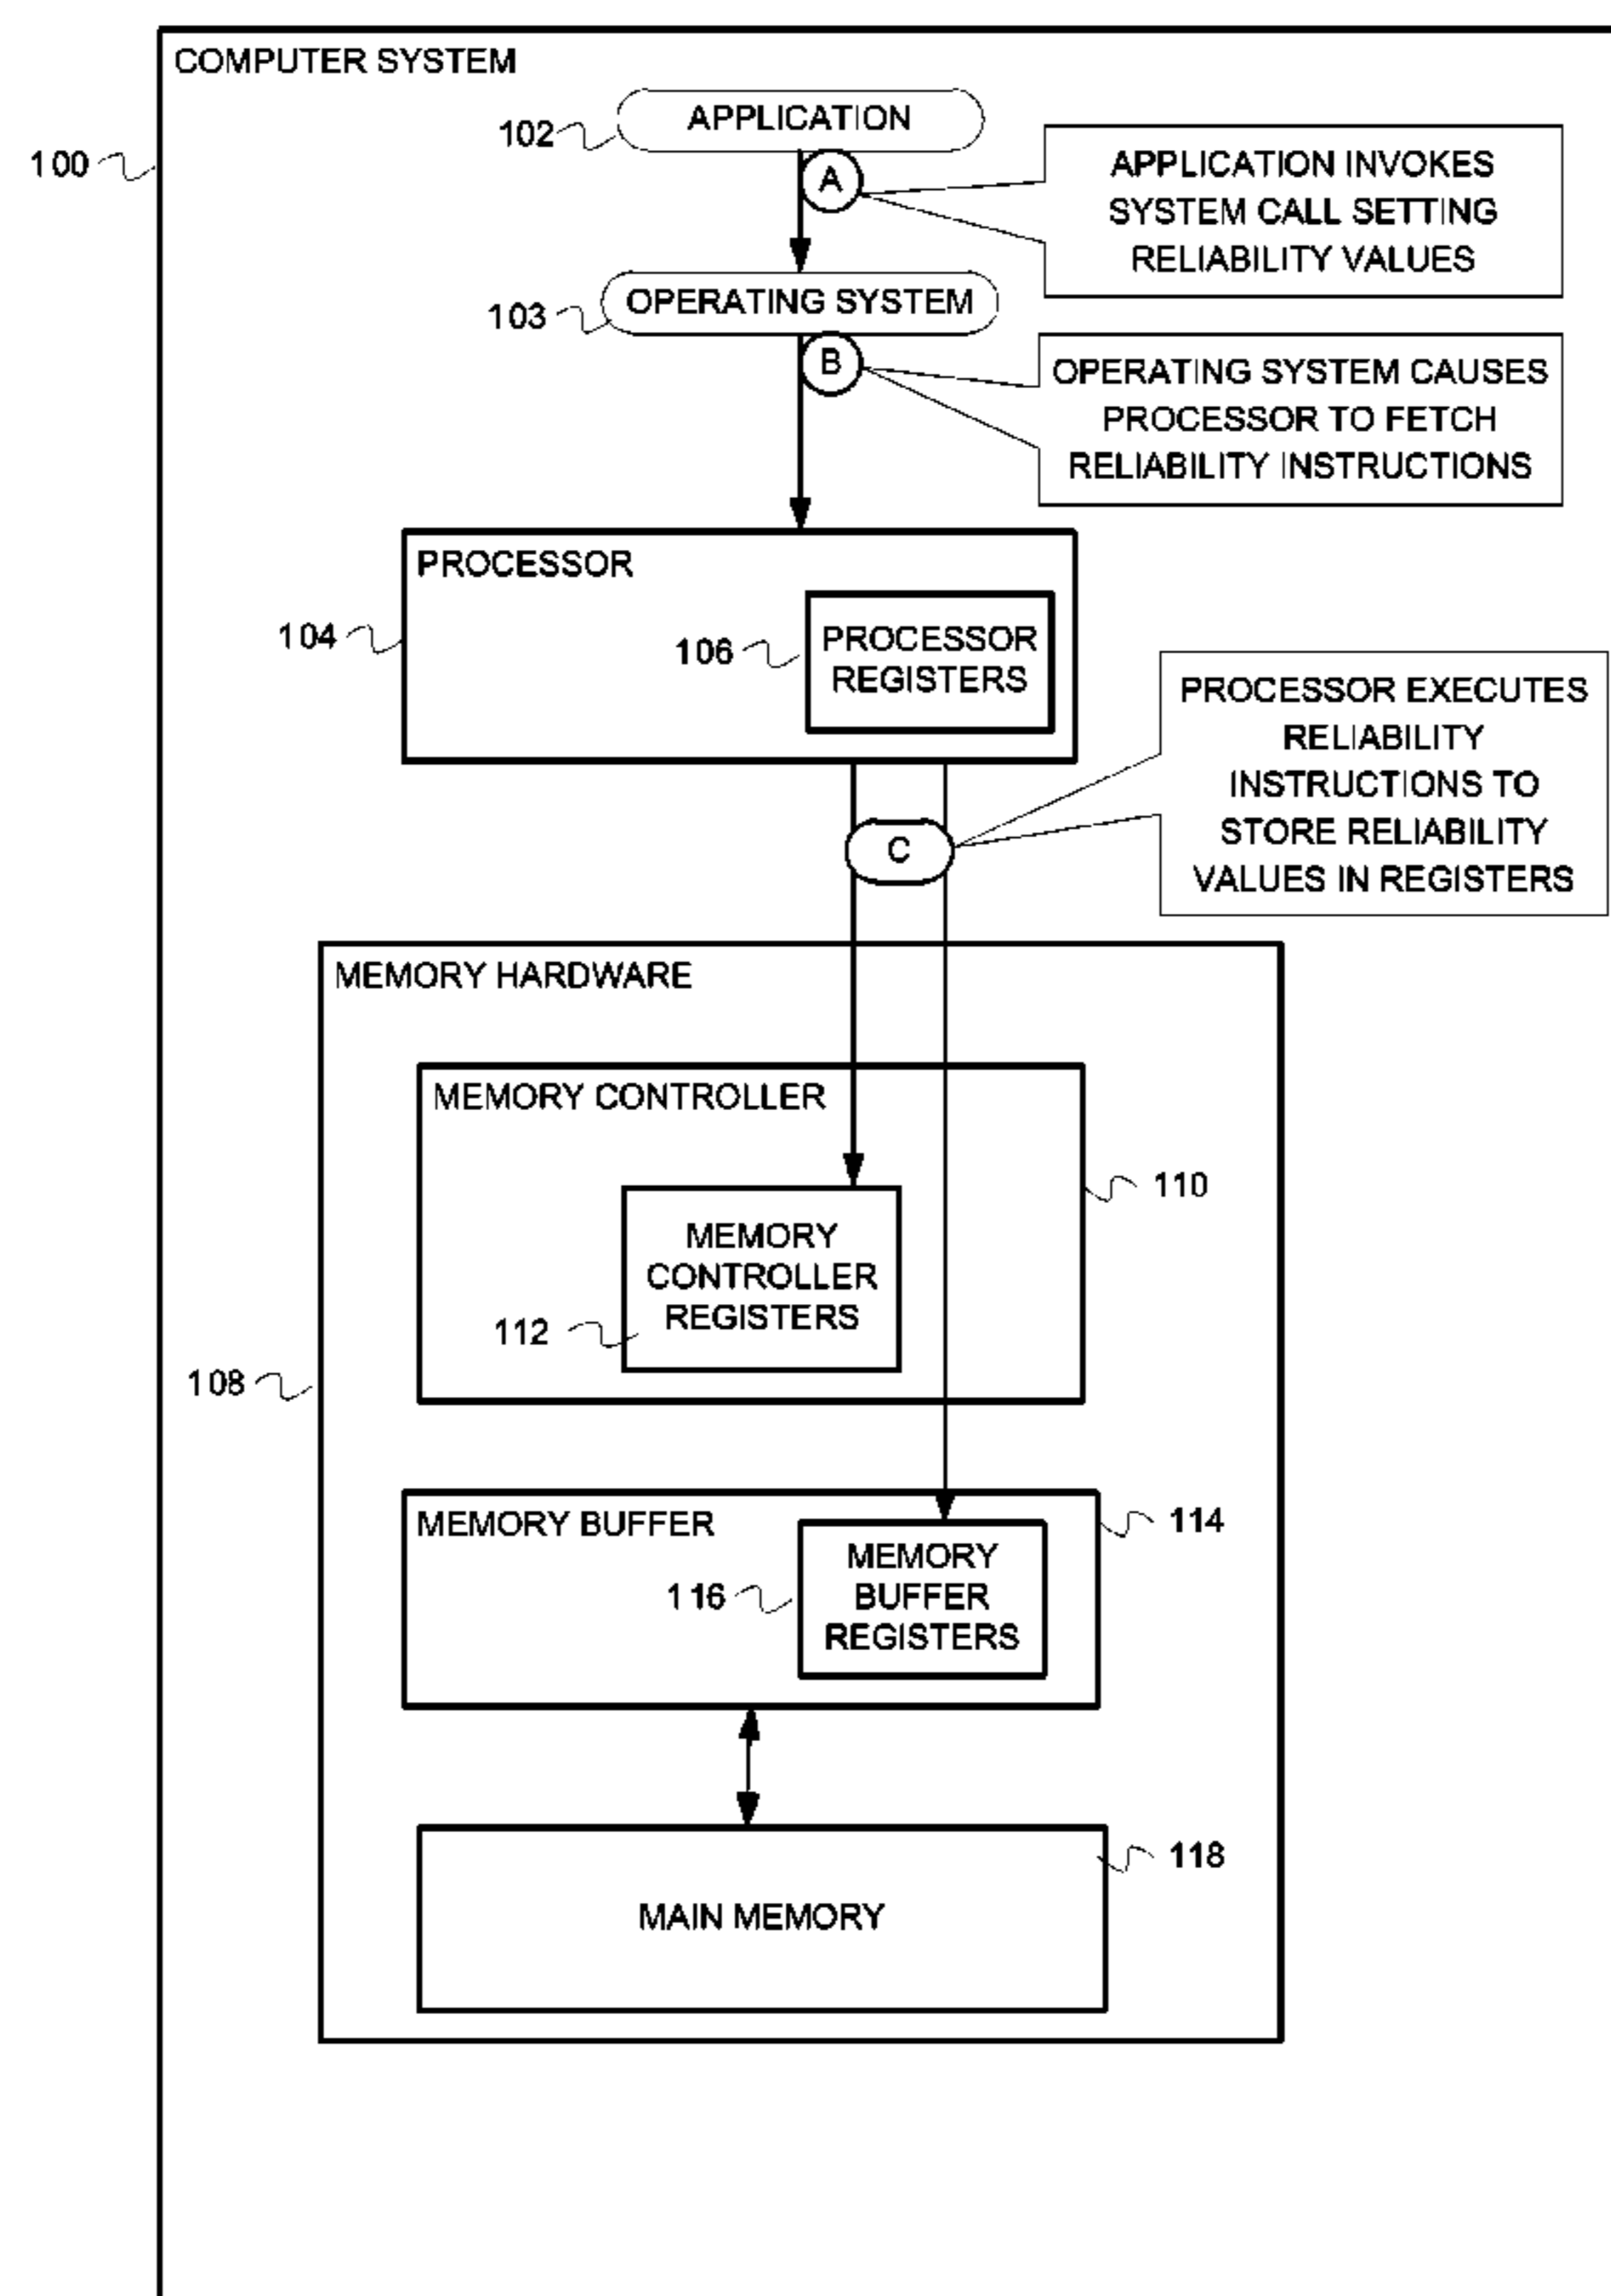 COMPUTER SYSTEM
APPLICATION
102
100
A
APPLICATION INVOKES
SYSTEM CALL SETTING
RELIABILITY VALUES
OPERATING SYSTEM
103
B
OPERATING SYSTEM CAUSES
PROCESSOR TO FETCH
RELIABILITY INSTRUCTIONS
PROCESSOR
104
106
PROCESSOR
REGISTERS
PROCESSOR EXECUTES
RELIABILITY
INSTRUCTIONS TO
STORE RELIABILITY
VALUES IN REGISTERS
C
MEMORY HARDWARE
MEMORY CONTROLLER
110
MEMORY
CONTROLLER
REGISTERS
112
108
MEMORY BUFFER
114
MEMORY
BUFFER
REGISTERS
116
118
MAIN MEMORY